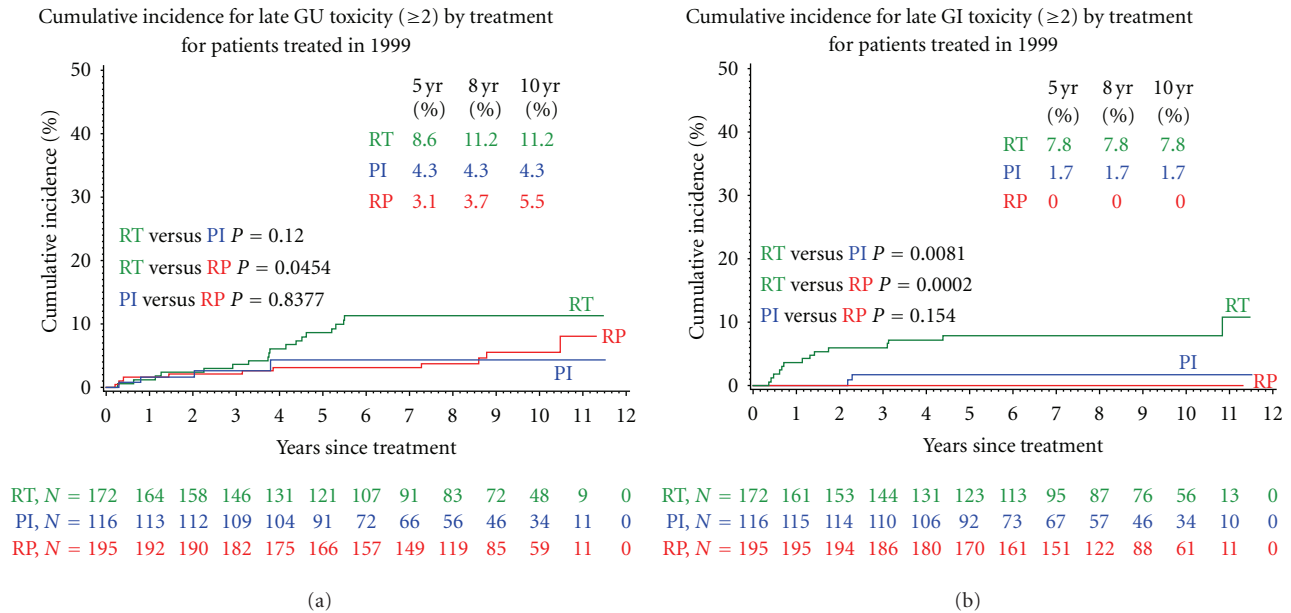 Cumulative incidence for late GU toxicity (≥2) by treatment
for patients treated in 1999
50
40
30
20
10
0
Cumulative incidence (%)
5 yr 8 yr 10 yr
(%) (%) (%)
RT 8.6 11.2 11.2
PI 4.3 4.3 4.3
RP 3.1 3.7 5.5
RT versus PI P = 0.12
RT versus RP P = 0.0454
PI versus RP P = 0.8377
RT
RP
PI
0 1 2 3 4 5 6 7 8 9 10 11 12
Years since treatment
RT, N = 172 164 158 146 131 121 107 91 83 72 48 9 0
PI, N = 116 113 112 109 104 91 72 66 56 46 34 11 0
RP, N = 195 192 190 182 175 166 157 149 119 85 59 11 0
(a)
Cumulative incidence for late GI toxicity (≥2) by treatment
for patients treated in 1999
50
40
30
20
10
0
Cumulative incidence (%)
5 yr 8 yr 10 yr
(%) (%) (%)
RT 7.8 7.8 7.8
PI 1.7 1.7 1.7
RP 0 0 0
RT versus PI P = 0.0081
RT versus RP P = 0.0002
PI versus RP P = 0.154
RT
PI
RP
0 1 2 3 4 5 6 7 8 9 10 11 12
Years since treatment
RT, N = 172 161 153 144 131 123 113 95 87 76 56 13 0
PI, N = 116 115 114 110 106 92 73 67 57 46 34 10 0
RP, N = 195 195 194 186 180 170 161 151 122 88 61 11 0
(b)